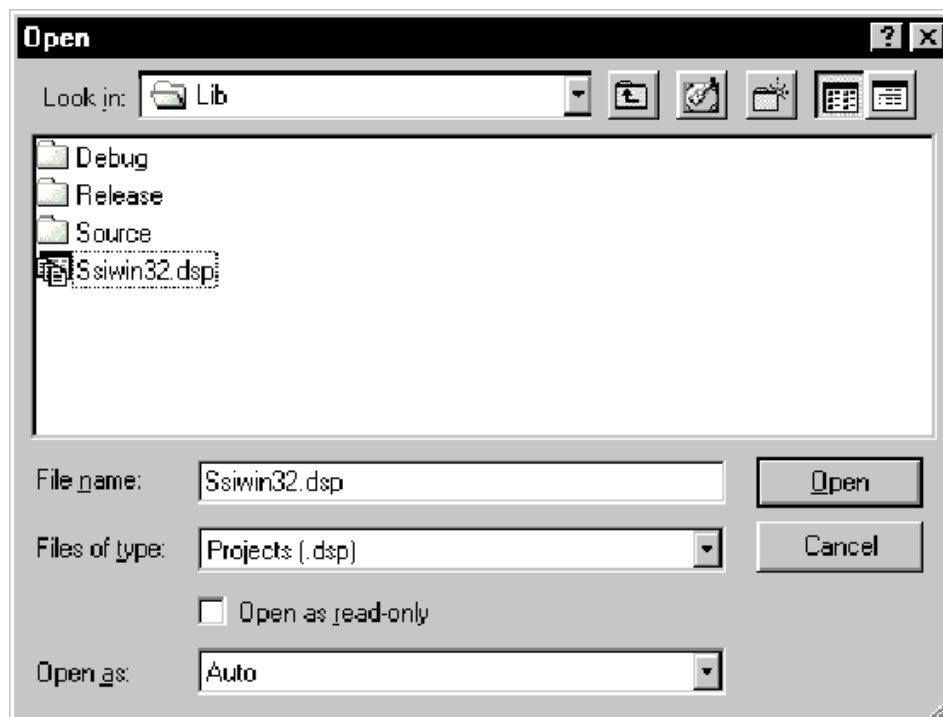 Open
Look in: Lib
Debug
Release
Source
Ssiwin32.dsp
File name: Ssiwin32.dsp Open
Files of type: Projects (.dsp) Cancel
Open as read-only
Open as: Auto